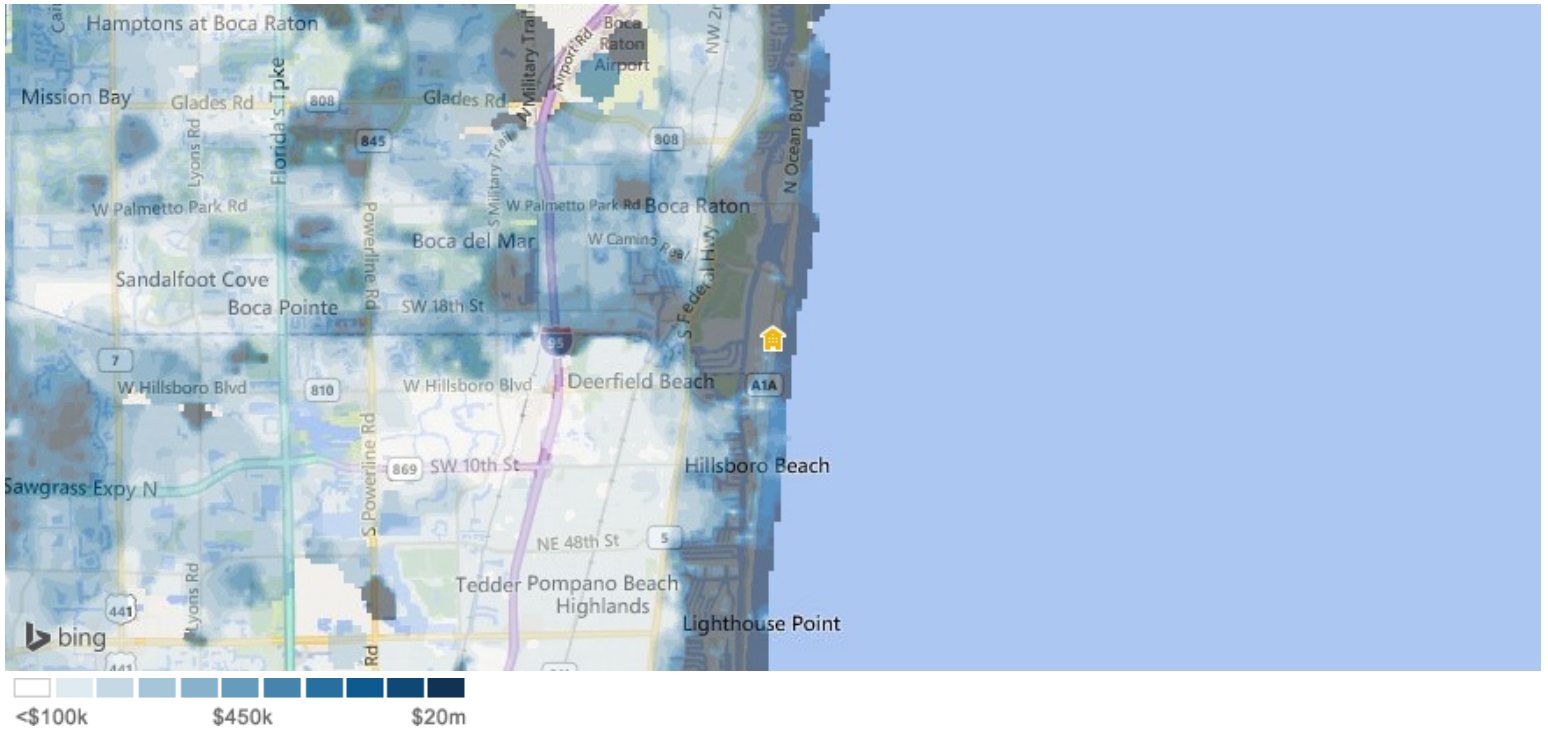 Hamptons at Boca Raton
N Military Trail
Airport Rd
Boca
Raton
Airport
NW 2
Florida's Tpke
Mission Bay
Glades Rd
808
Glades Rd
845
Lyons Rd
S Military Trail
808
N Ocean Blvd
W Palmetto Park Rd
W Palmetto Park Rd
Boca Raton
Powerline Rd
Boca del Mar
W Camino Real
S Federal Hwy
Sandalfoot Cove
Boca Pointe
SW 18th St
7
95
W Hillsboro Blvd
810
W Hillsboro Blvd
Deerfield Beach
A1A
S Powerline Rd
869
SW 10th St
Hillsboro Beach
Sawgrass Expy N
NE 48th St
5
Lyons Rd
Tedder
Pompano Beach
Highlands
441
Lighthouse Point
bing
Rd
441
<$100k
$450k
$20m